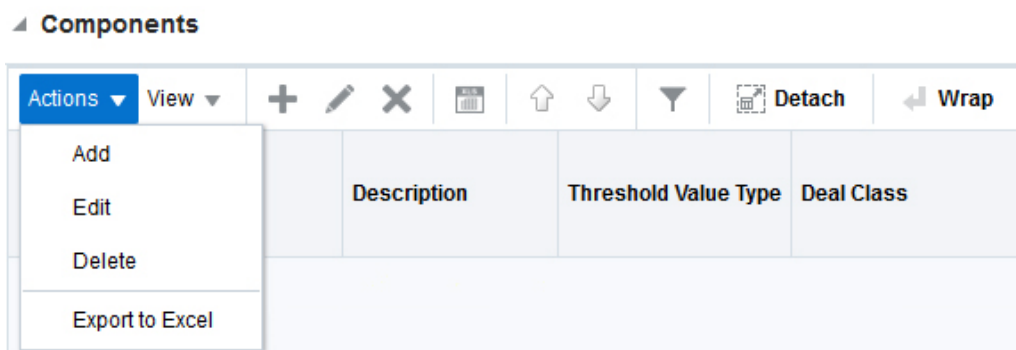 Components
Actions View Detach Wrap
Add
Edit
Delete
Export to Excel
Description Threshold Value Type Deal Class